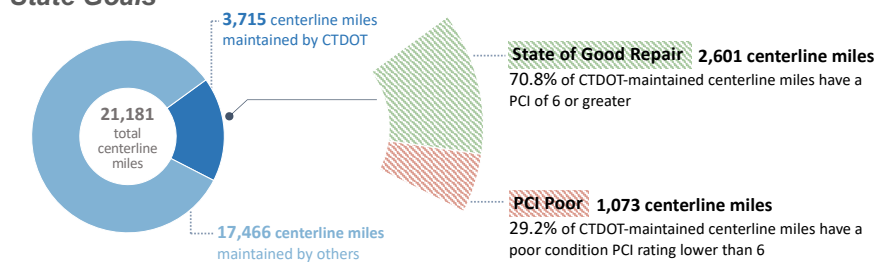 State Goals
3,715 centerline miles
maintained by CTDOT
21,181
total
centerline
miles
17,466 centerline miles
maintained by others
State of Good Repair 2,601 centerline miles
70.8% of CTDOT-maintained centerline miles have a
PCI of 6 or greater
PCI Poor 1,073 centerline miles
29.2% of CTDOT-maintained centerline miles have a
poor condition PCI rating lower than 6